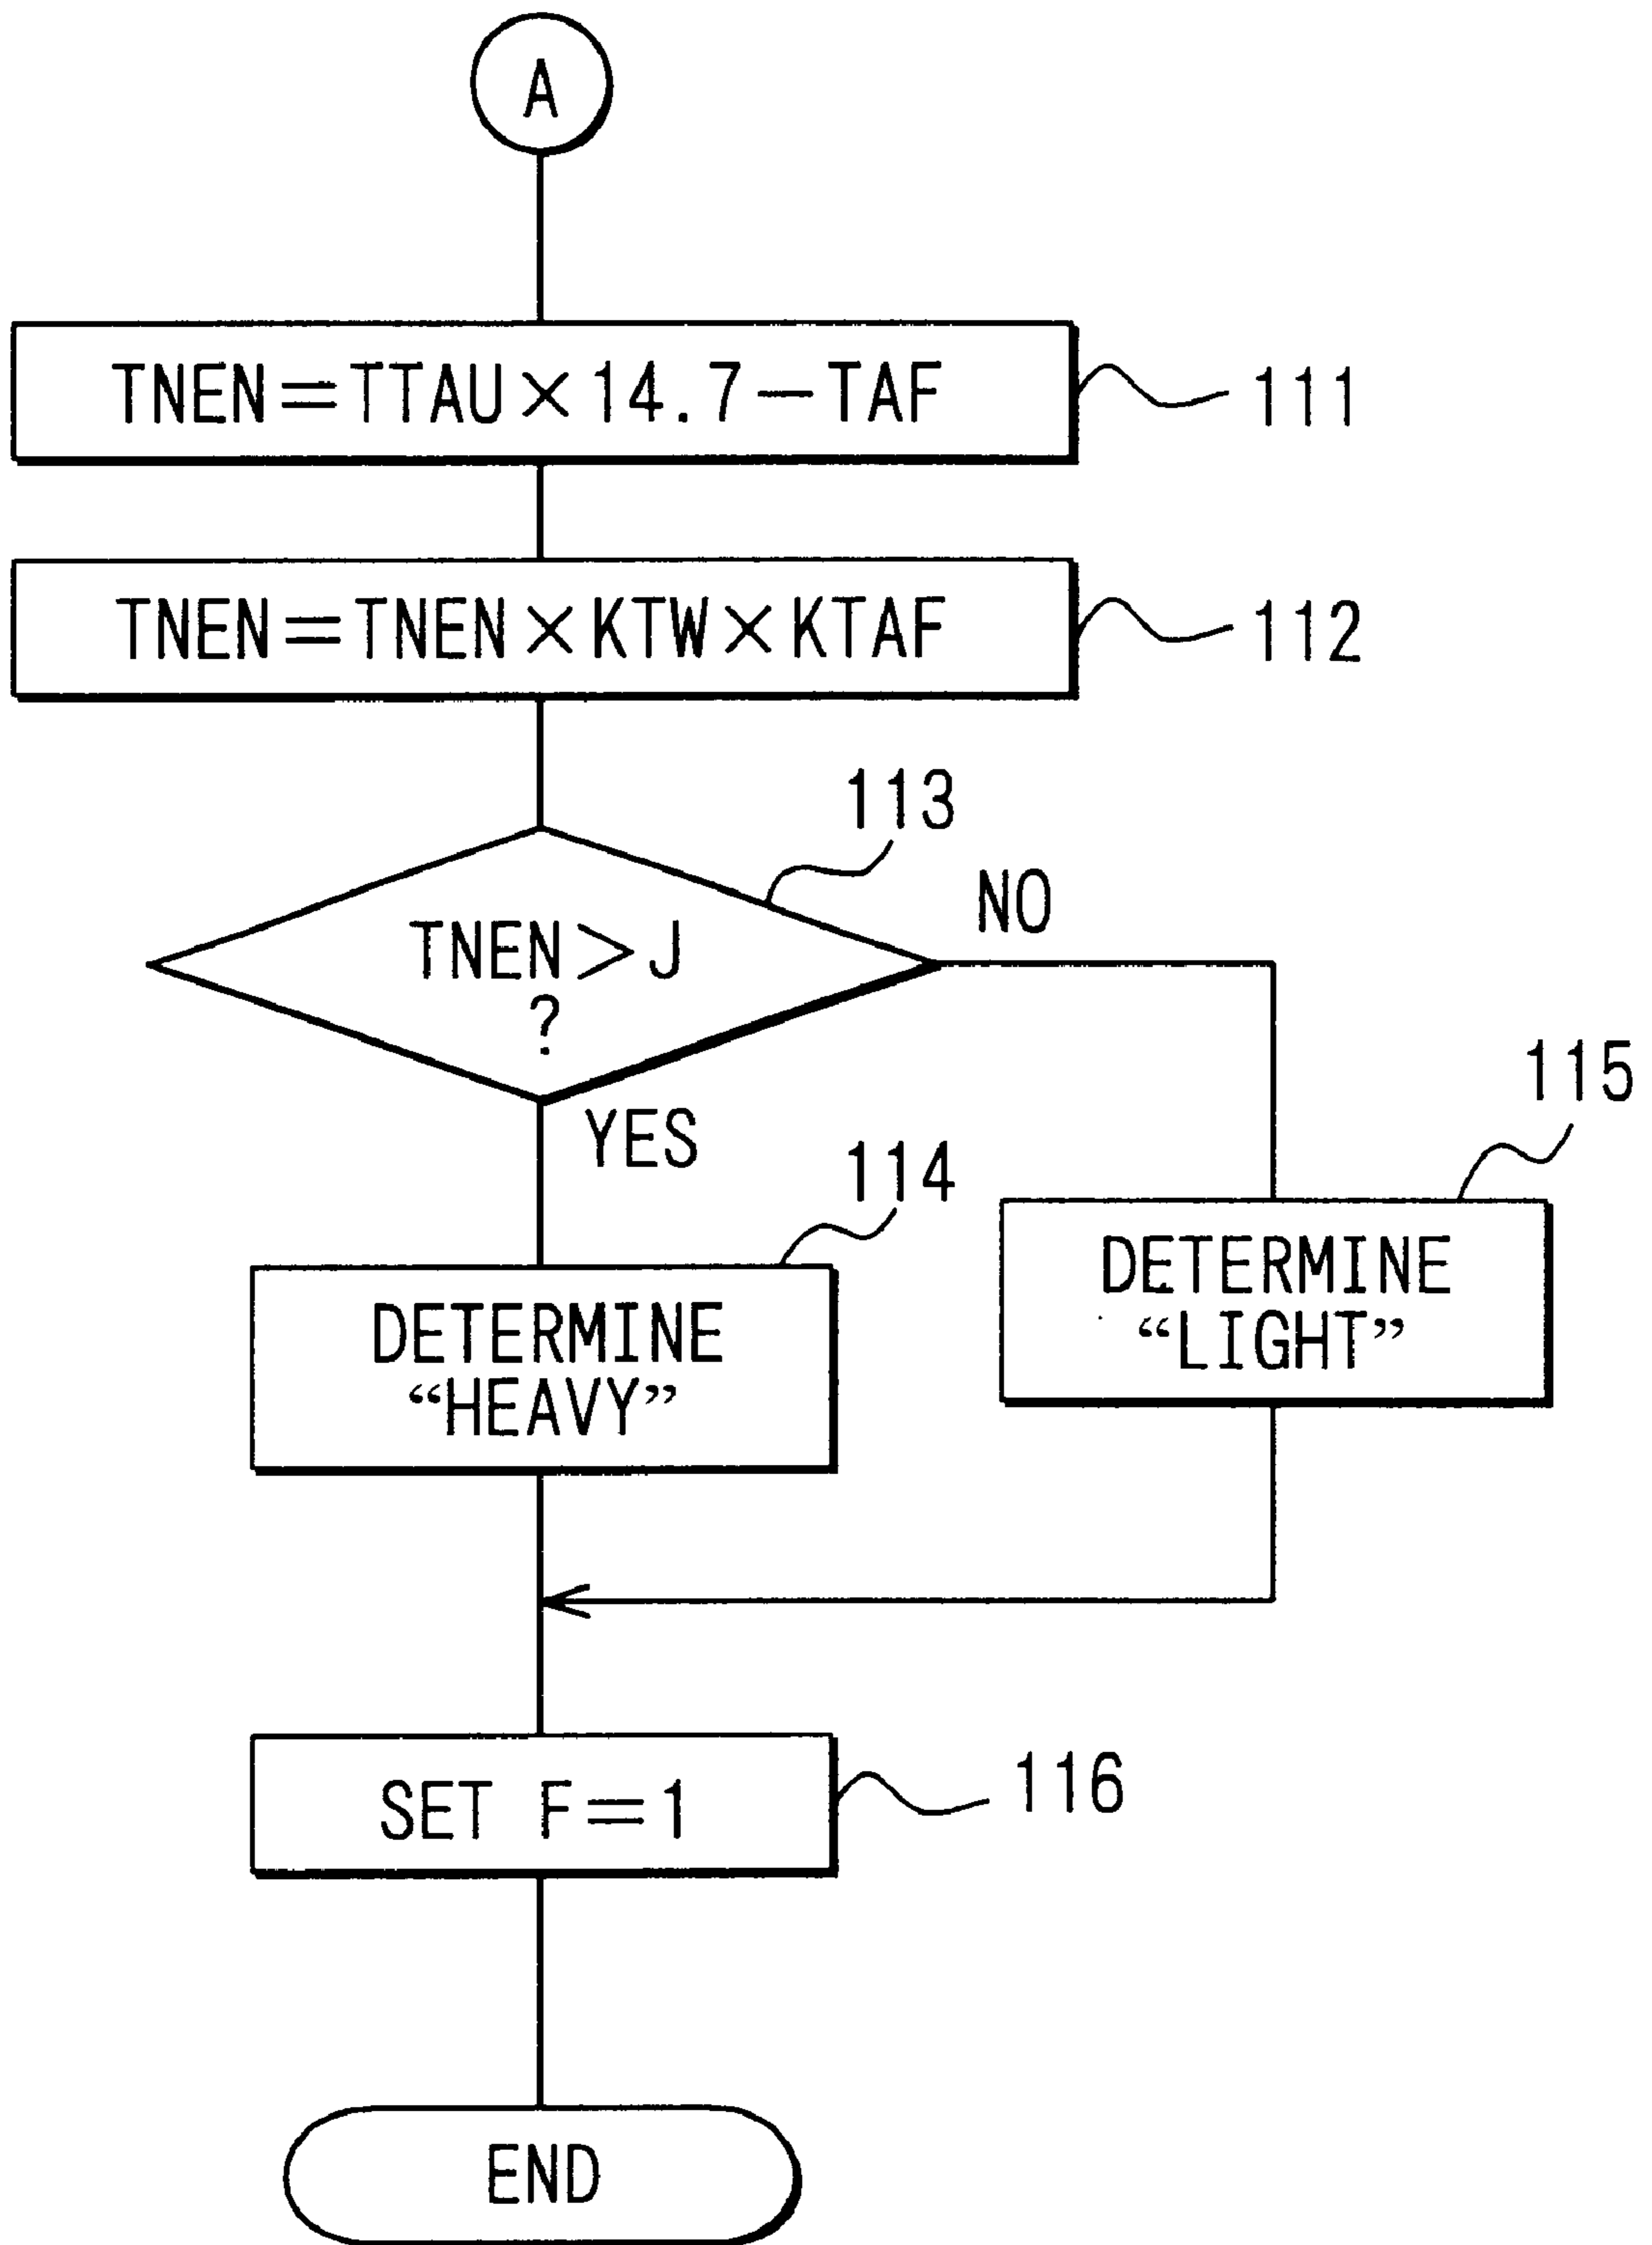 A
TNEN=TTAU×14.7−TAF
111
TNEN=TNEN×KTW×KTAF
112
113
TNEN>J
?
NO
YES
114
115
DETERMINE
“HEAVY”
DETERMINE
“LIGHT”
SET F=1
116
END